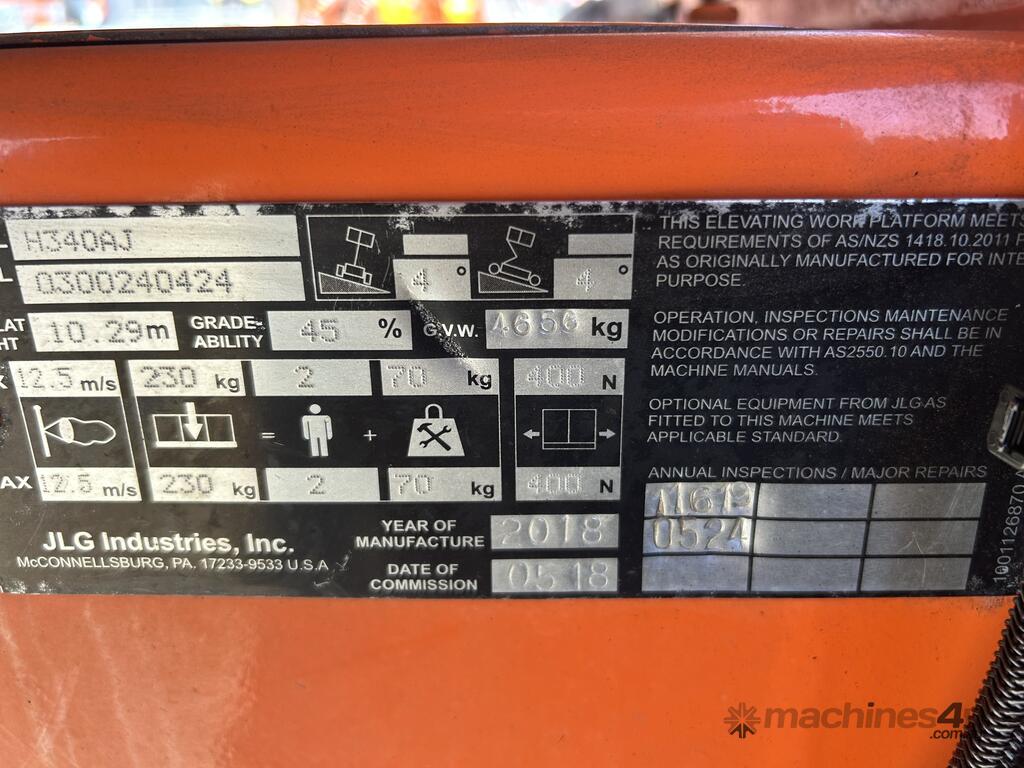 H340AJ
0300240424
4° 4°
LAT
HT
10.29m
GRADE-
ABILITY
45 %
G.V.W.
4656 kg
12.5 m/s 230 kg 2 70 kg 400 N
= +
AX 12.5 m/s 230 kg 2 70 kg 400 N
JLG Industries, Inc.
McCONNELLSBURG, PA. 17233-9533 U.S.A
YEAR OF
MANUFACTURE
2018
DATE OF
COMMISSION
0518
THIS ELEVATING WORK PLATFORM MEETS
REQUIREMENTS OF AS/NZS 1418.10.2011
AS ORIGINALLY MANUFACTURED FOR INTE
PURPOSE.
OPERATION, INSPECTIONS MAINTENANCE
MODIFICATIONS OR REPAIRS SHALL BE
IN ACCORDANCE WITH AS2550.10 AND THE
MACHINE MANUALS.
OPTIONAL EQUIPMENT FROM JLG AS
FITTED TO THIS MACHINE MEETS
APPLICABLE STANDARD.
ANNUAL INSPECTIONS / MAJOR REPAIRS
11619
0524
1001126870
machines4
.com